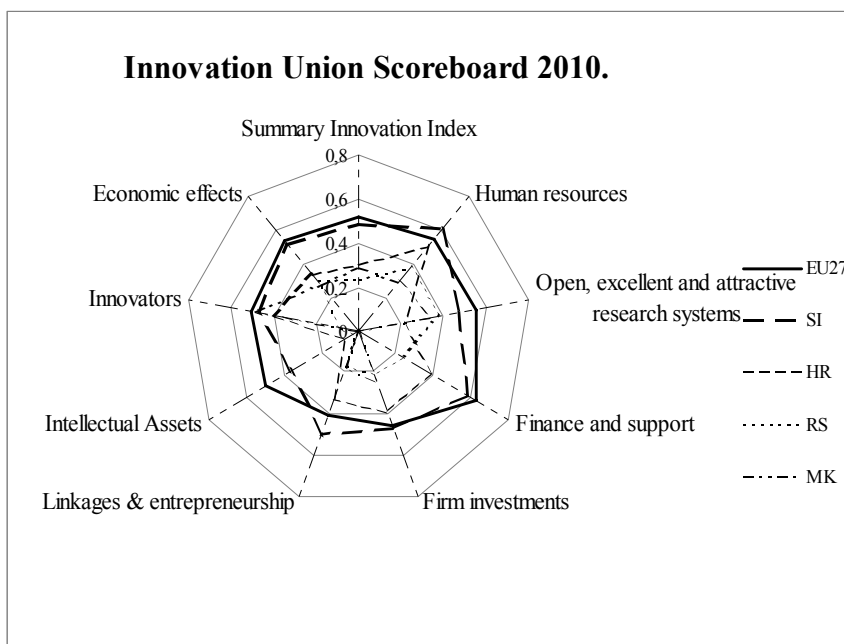 Innovation Union Scoreboard 2010.
Summary Innovation Index
0,8
0,6
0,4
0,2
0
Economic effects
Human resources
Innovators
Open, excellent and attractive
research systems
Intellectual Assets
Finance and support
Linkages & entrepreneurship
Firm investments
EU27
SI
HR
RS
MK